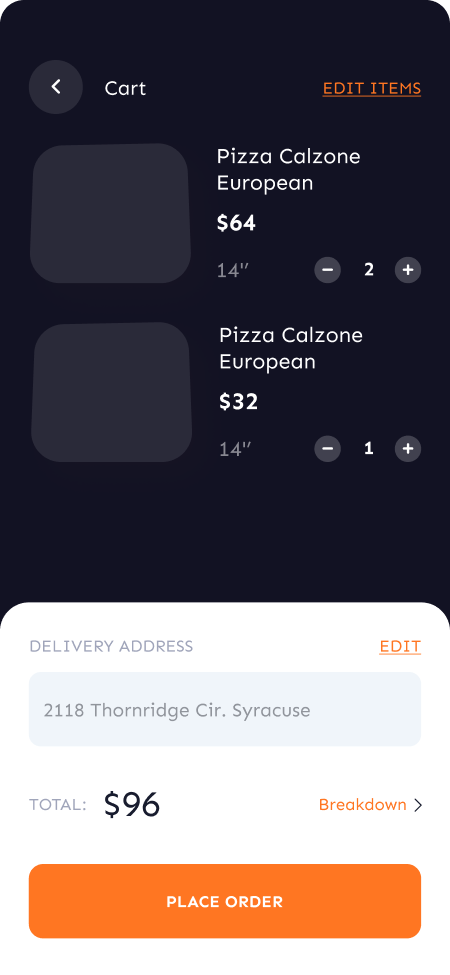 Cart
EDIT ITEMS
Pizza Calzone
European
$64
14"
2
Pizza Calzone
European
$32
14"
1
DELIVERY ADDRESS
EDIT
2118 Thornridge Cir. Syracuse
TOTAL: $96
Breakdown
PLACE ORDER